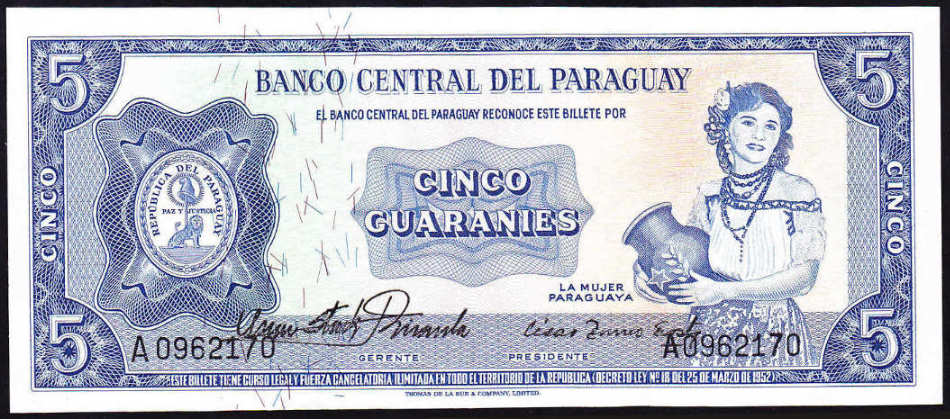 5
5
BANCO CENTRAL DEL PARAGUAY
EL BANCO CENTRAL DEL PARAGUAY RECONOCE ESTE BILLETE POR
CINCO
REPÚBLICA DEL PARAGUAY
PAZ Y JUSTICIA
CINCO
GUARANIES
CINCO
LA MUJER
PARAGUAYA
5
A0962170
GERENTE
PRESIDENTE
A0962170
5
ESTE BILLETE TIENE CURSO LEGAL Y FUERZA CANCELATORIA ILIMITADA EN TODO EL TERRITORIO DE LA REPUBLICA (DECRETO LEY Nº 18 DEL 25 DE MARZO DE 1952)
THOMAS DE LA RUE & COMPANY, LIMITED.